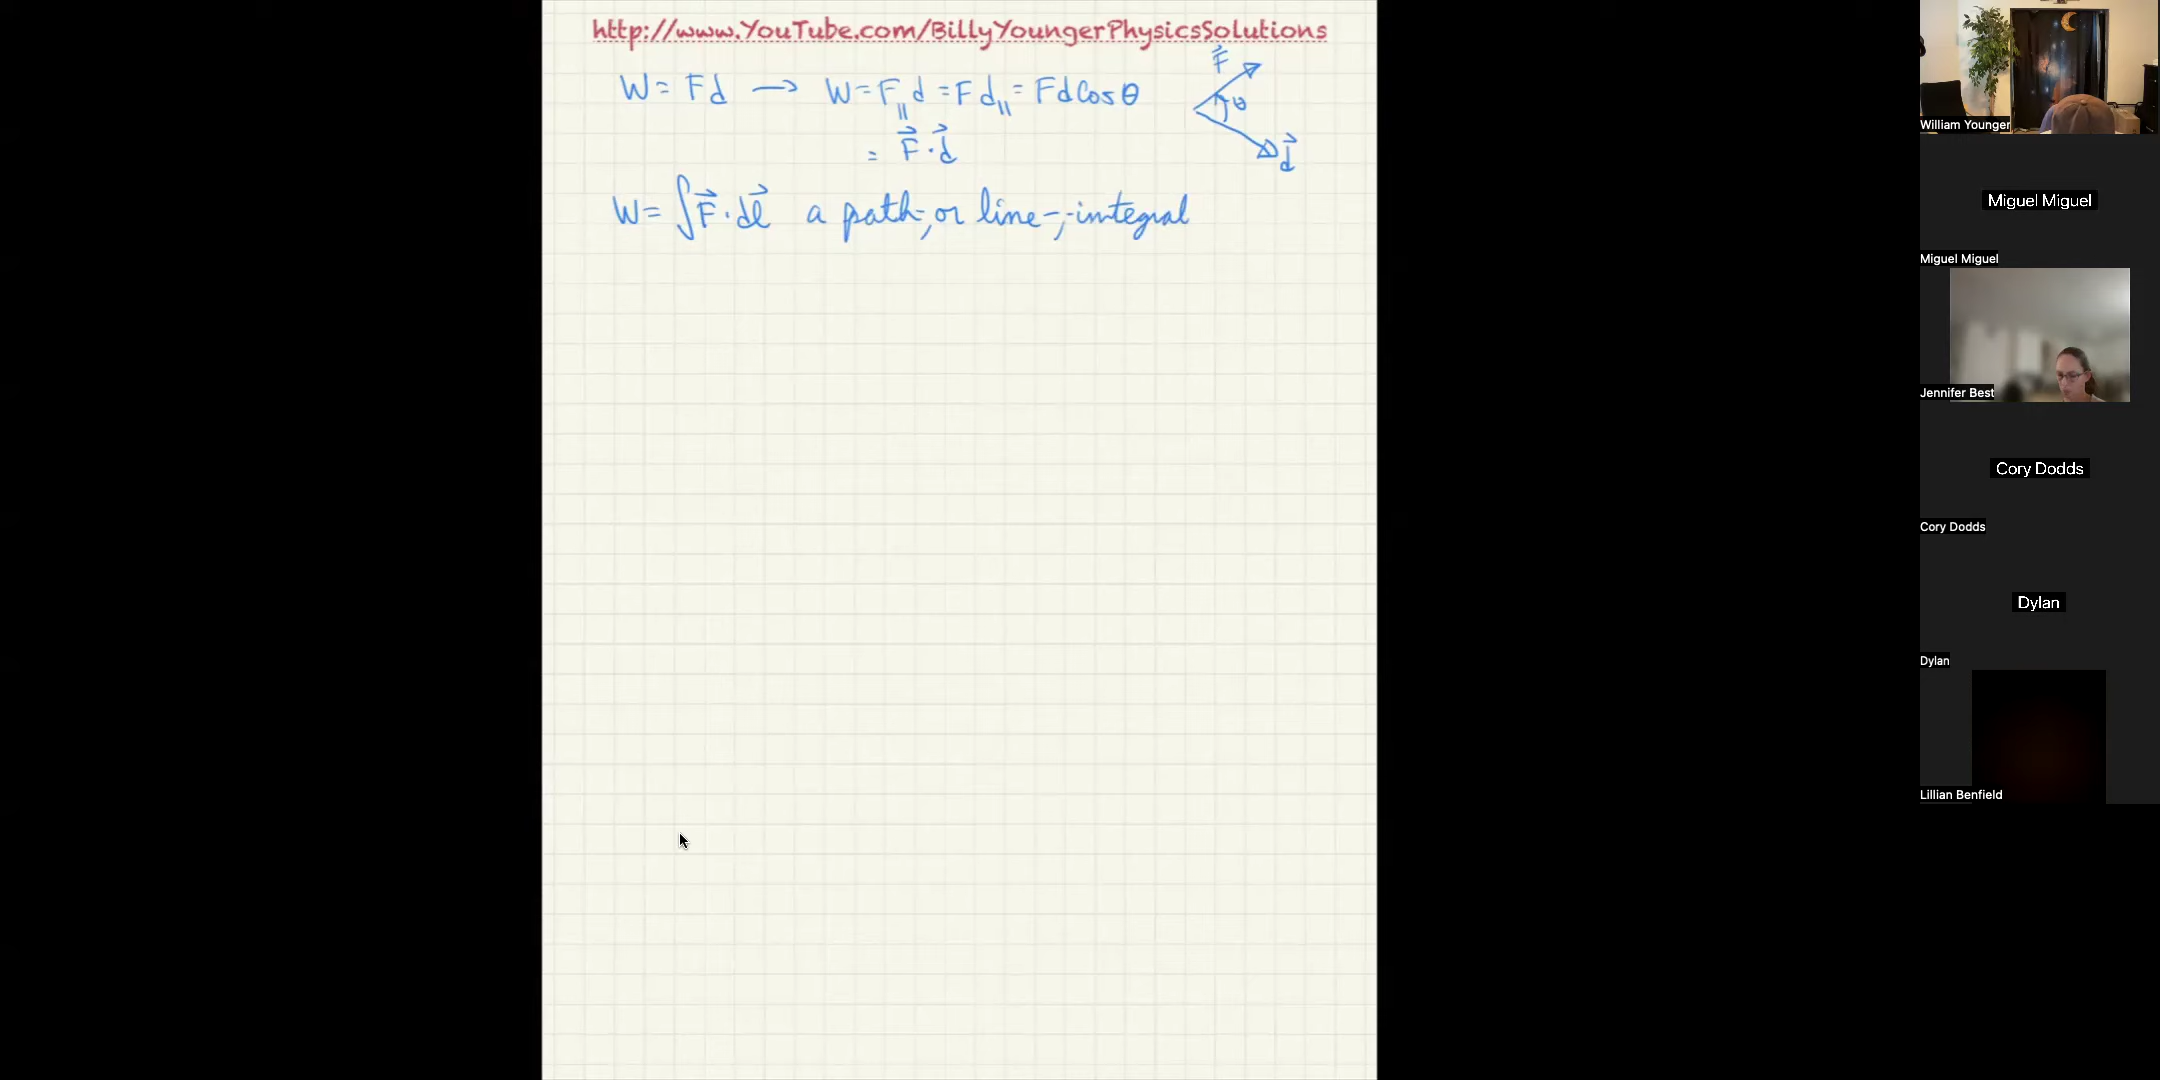 http://www.YouTube.com/BillyYoungerPhysicsSolutions
W = Fd → W = F∥d = Fd∥ = Fd Cos θ
= F⃗ · d⃗
F⃗
θ
d⃗
W = ∫F⃗ · dl⃗ a path-, or line-, -integral
William Younger
Miguel Miguel
Miguel Miguel
Jennifer Best
Cory Dodds
Cory Dodds
Dylan
Dylan
Lillian Benfield